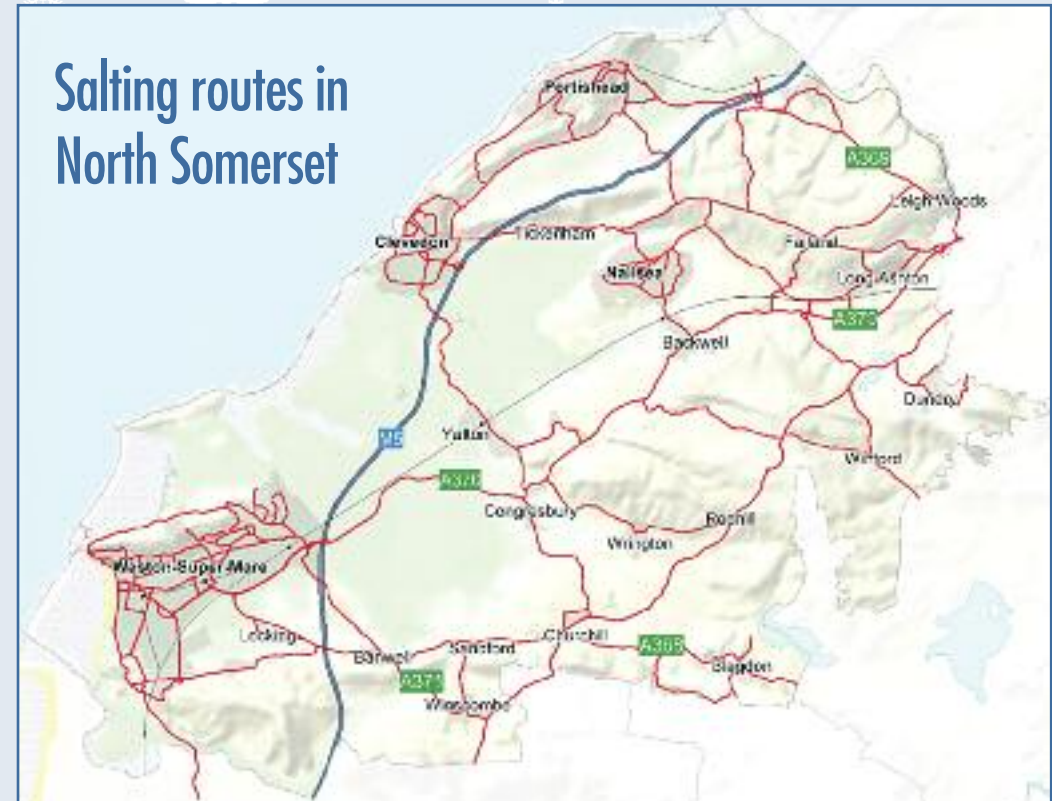 Salting routes in
North Somerset
Portishead
A369
Leigh Woods
Clevedon
Tickenham
Failand
Nailsea
Long Ashton
A370
Backwell
Dundry
M5
Yatton
Winford
A370
Congresbury
Redhill
Wrington
Weston-Super-Mare
Locking
Churchill
Sandford
A368
Banwell
Blagdon
A371
Winscombe